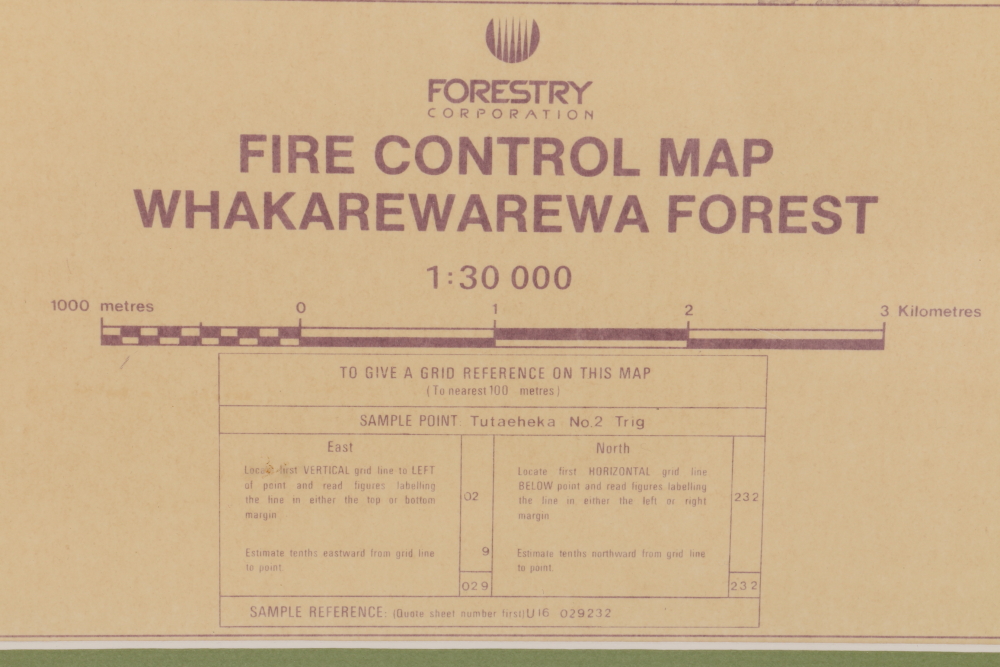 FORESTRY
CORPORATION
FIRE CONTROL MAP
WHAKAREWAREWA FOREST
1:30 000
1000 metres 0 1 2 3 Kilometres
TO GIVE A GRID REFERENCE ON THIS MAP
(To nearest 100 metres)
SAMPLE POINT Tutaeheka No.2 Trig
East
Locate first VERTICAL grid line to LEFT
of point and read figures labelling
the line in either the top or bottom
margin
02
Estimate tenths eastward from grid line
to point.
9
029
North
Locate first HORIZONTAL grid line
BELOW point and read figures labelling
the line in either the left or right
margin
232
Estimate tenths northward from grid line
to point.
232
SAMPLE REFERENCE: (Quote sheet number first) U16 029232